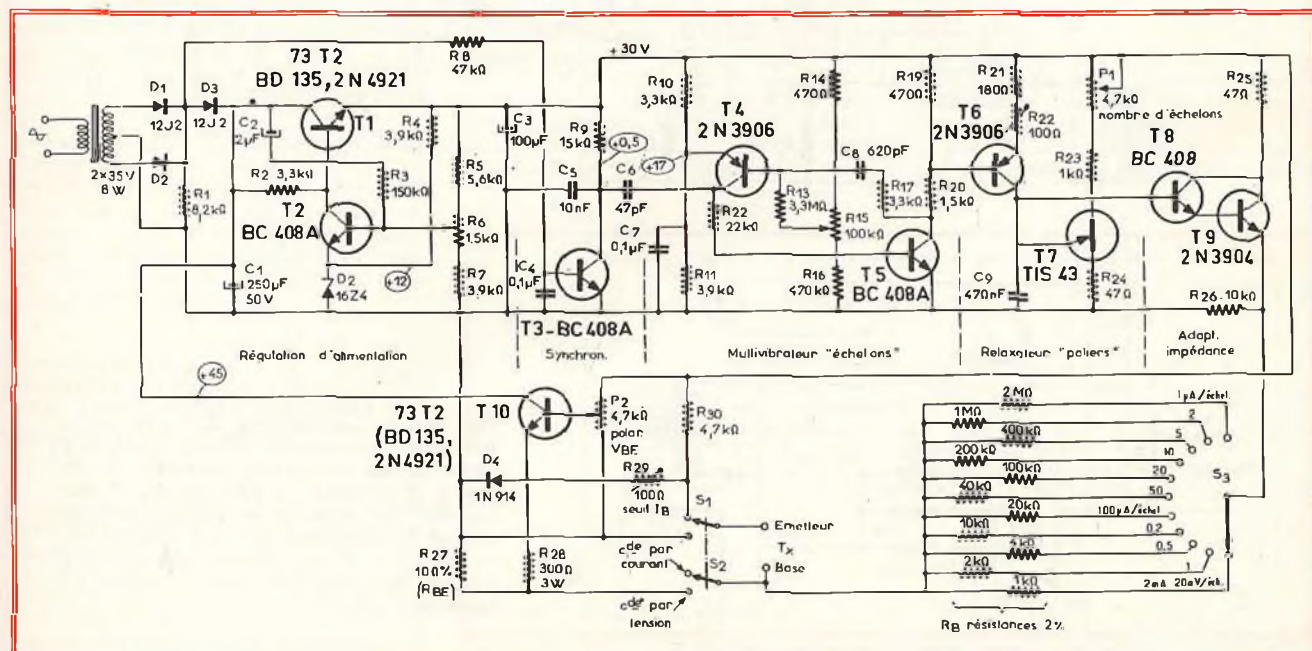 73 T2
BD 135, 2N 4921
R8
47kΩ
+30 V
D1
12J2
D3
12J2
D2
2×35V
8W
R1
8,2kΩ
C2
2µF
T1
R2 3,3kΩ
R3
150kΩ
R4
3,9kΩ
R5
5,6kΩ
R6
1,5kΩ
R7
3,9kΩ
T2
BC 408A
D2
16Z4
+12
C1
250µF
50V
+45
C3
100µF
R9
15kΩ
+0,5
C5
10nF
C6
47pF
C4
0,1µF
T3-BC408A
+17
R10
3,3kΩ
T4
2N3906
R22
22kΩ
C7
0,1µF
R11
3,9kΩ
R13
3,3MΩ
R14
470Ω
C8 620pF
R15
100kΩ
R16
470kΩ
R17
3,3kΩ
T5
BC 408A
R19
470Ω
R20
1,5kΩ
T6
2N3906
R21
180Ω
R22
100Ω
C9
470nF
P1
4,7kΩ
nombre d'échelons
R23
1kΩ
T7
TIS 43
R24
47Ω
T8
BC 408
R25
47Ω
T9
2N 3904
R26-10kΩ
Régulation d'alimentation
Synchron.
Multivibrateur "échelons"
Relaxateur "paliers"
Adapt.
impédance
73 T2
(BD 135,
2N4921)
T10
P2
4,7kΩ
polar.
VBE
R30
4,7kΩ
D4
1N914
R29
100Ω
seuil IB
R27
10Ω%
(RBE)
R28
300Ω
3W
S1
S2
cde par
courant
cde par
tension
Emetteur
Tx
Base
2MΩ
1µA/échel.
1MΩ
2
400kΩ
5
200kΩ
10
100kΩ
20
40kΩ
50
20kΩ
100µA/échel
10kΩ
0,2
4kΩ
0,5
2kΩ
1
1kΩ
2mA 20mV/éch.
S3
RB résistances 2%